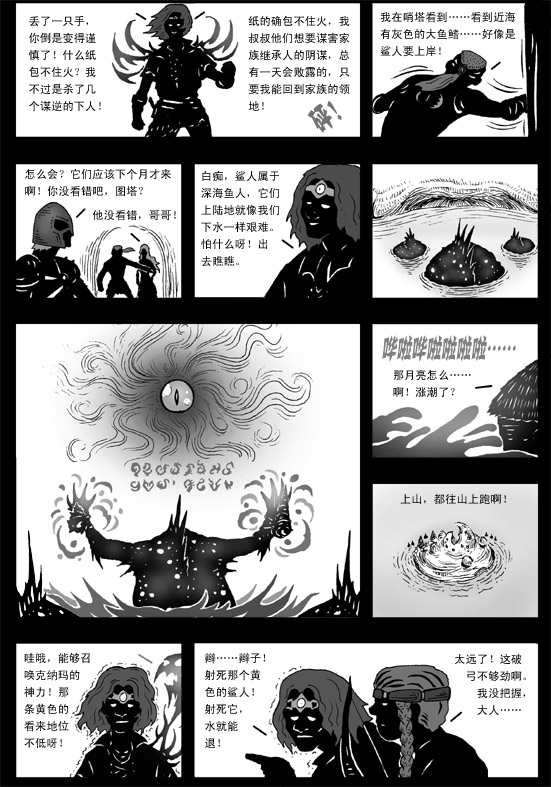 丢了一只手，
你倒是变得谨
慎了！什么纸
包不住火？我
不过是杀了几
个谋逆的下人！
纸的确包不住火，我
叔叔他们想要谋害家
族继承人的阴谋，总
有一天会败露的，只
要我能回到家族的领
地！
砰！
我在哨塔看到……看到近海
有灰色的大鱼鳍……好像是
鲨人要上岸！
怎么会？它们应该下个月才来
啊！你没看错吧，图塔？
他没看错，哥哥！
白痴，鲨人属于
深海鱼人，它们
上陆地就像我们
下水一样艰难。
怕什么呀！出
去瞧瞧。
哗啦哗啦啦啦啦……
那月亮怎么……
啊！涨潮了？
上山，都往山上跑啊！
哇哦，能够召
唤克纳玛的
神力！那
条黄色的
看来地位
不低呀！
辫……辫子！
射死那个黄
色的鲨人！
射死它，
水就能
退！
太远了！这破
弓不够劲啊。
我没把握，
大人……